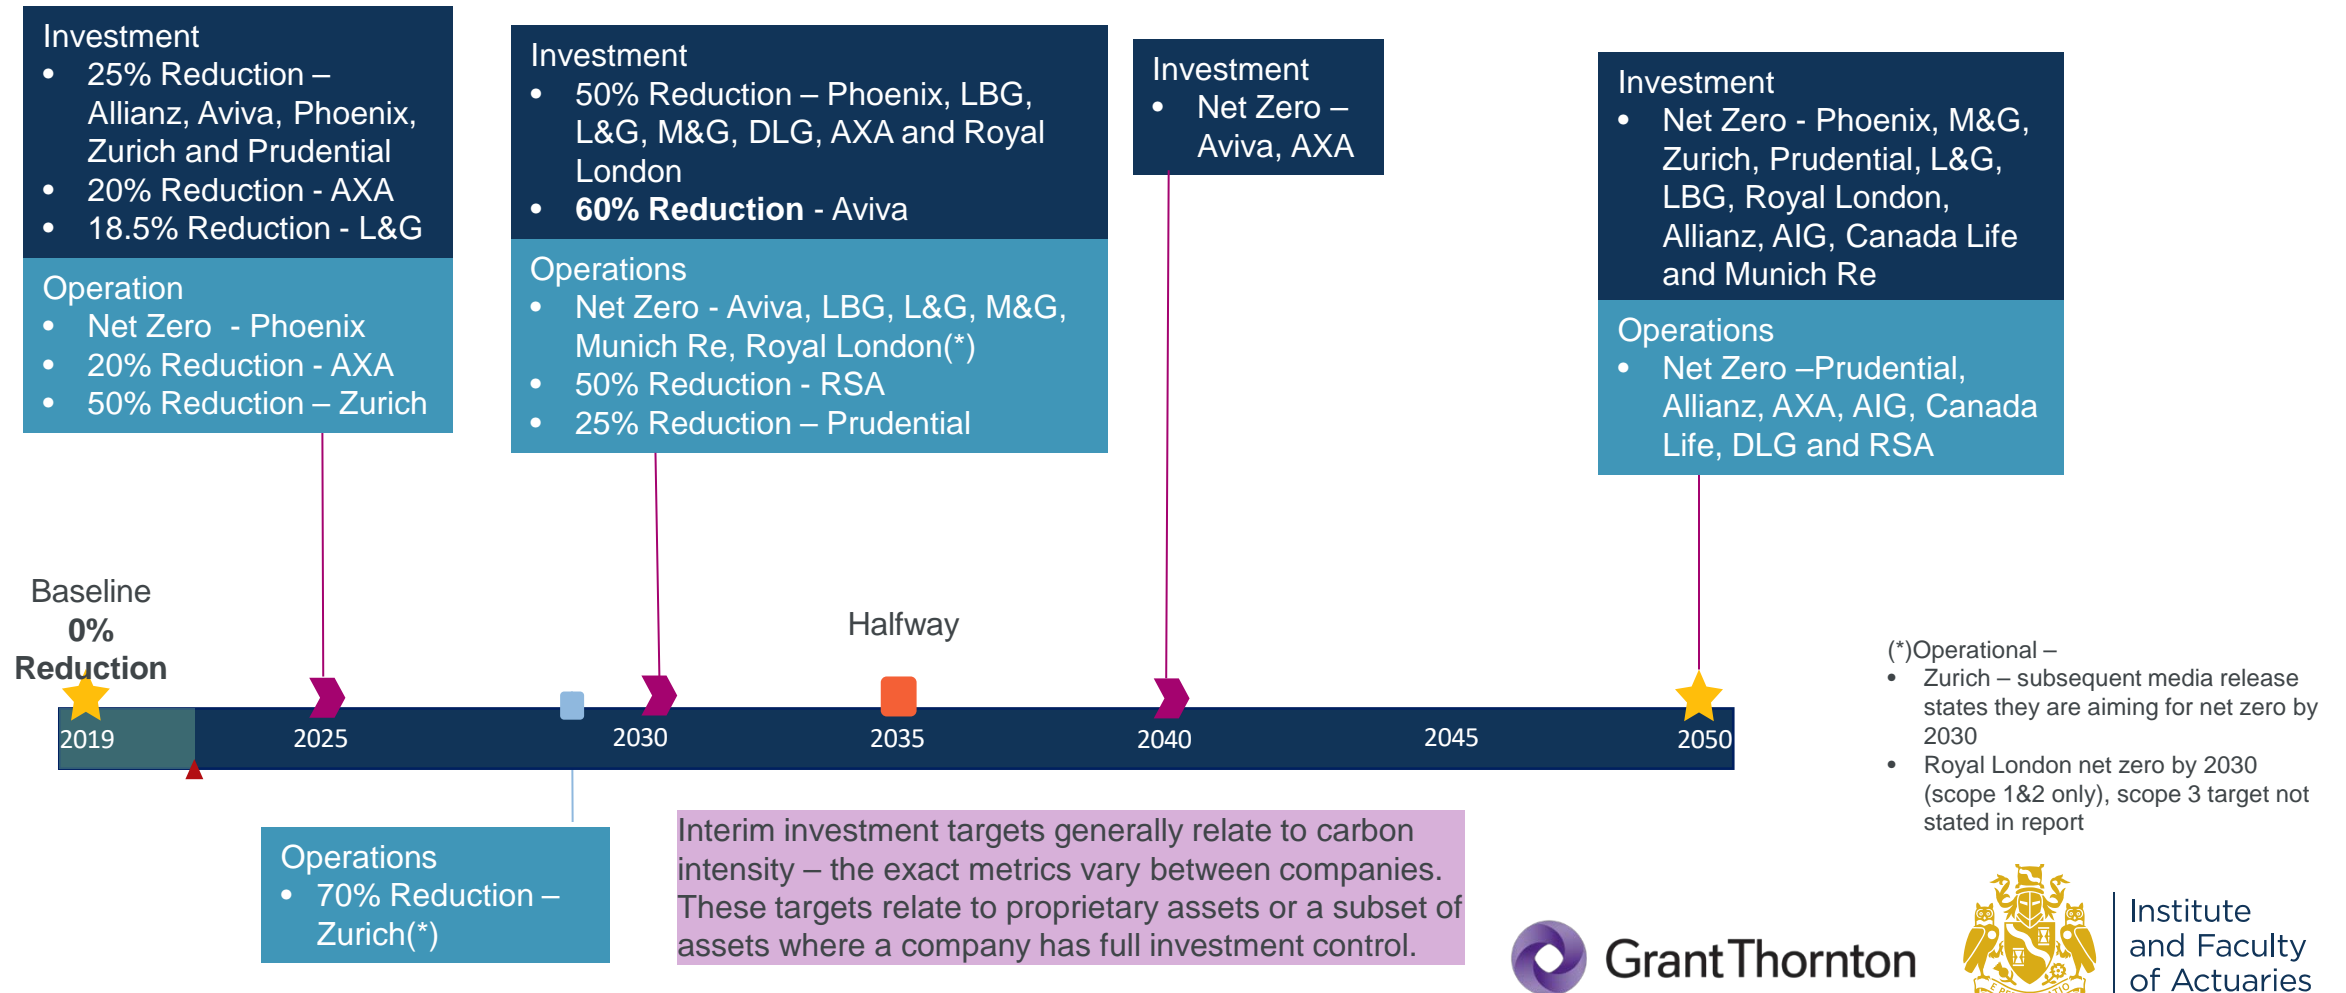 Investment
• 25% Reduction –
Allianz, Aviva, Phoenix,
Zurich and Prudential
• 20% Reduction - AXA
• 18.5% Reduction - L&G
Operation
• Net Zero - Phoenix
• 20% Reduction - AXA
• 50% Reduction – Zurich
Investment
• 50% Reduction – Phoenix, LBG,
L&G, M&G, DLG, AXA and Royal
London
• 60% Reduction - Aviva
Operations
• Net Zero - Aviva, LBG, L&G, M&G,
Munich Re, Royal London(*)
• 50% Reduction - RSA
• 25% Reduction – Prudential
Investment
• Net Zero –
Aviva, AXA
Investment
• Net Zero - Phoenix, M&G,
Zurich, Prudential, L&G,
LBG, Royal London,
Allianz, AIG, Canada Life
and Munich Re
Operations
• Net Zero –Prudential,
Allianz, AXA, AIG, Canada
Life, DLG and RSA
Baseline
0%
Reduction
Halfway
2019
2025
2030
2035
2040
2045
2050
(*)Operational –
• Zurich – subsequent media release
states they are aiming for net zero by
2030
• Royal London net zero by 2030
(scope 1&2 only), scope 3 target not
stated in report
Operations
• 70% Reduction –
Zurich(*)
Interim investment targets generally relate to carbon
intensity – the exact metrics vary between companies.
These targets relate to proprietary assets or a subset of
assets where a company has full investment control.
Grant Thornton
Institute
and Faculty
of Actuaries